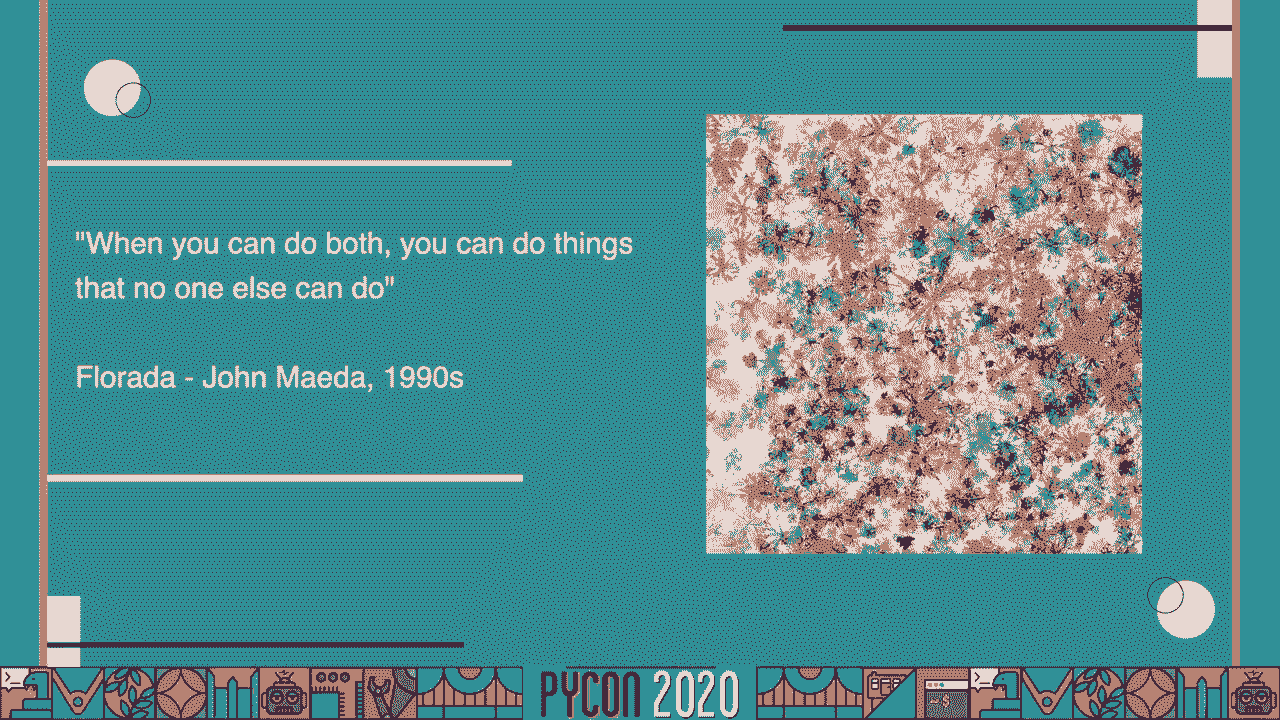 "When you can do both, you can do things
that no one else can do"
Florada - John Maeda, 1990s
PYCON 2020